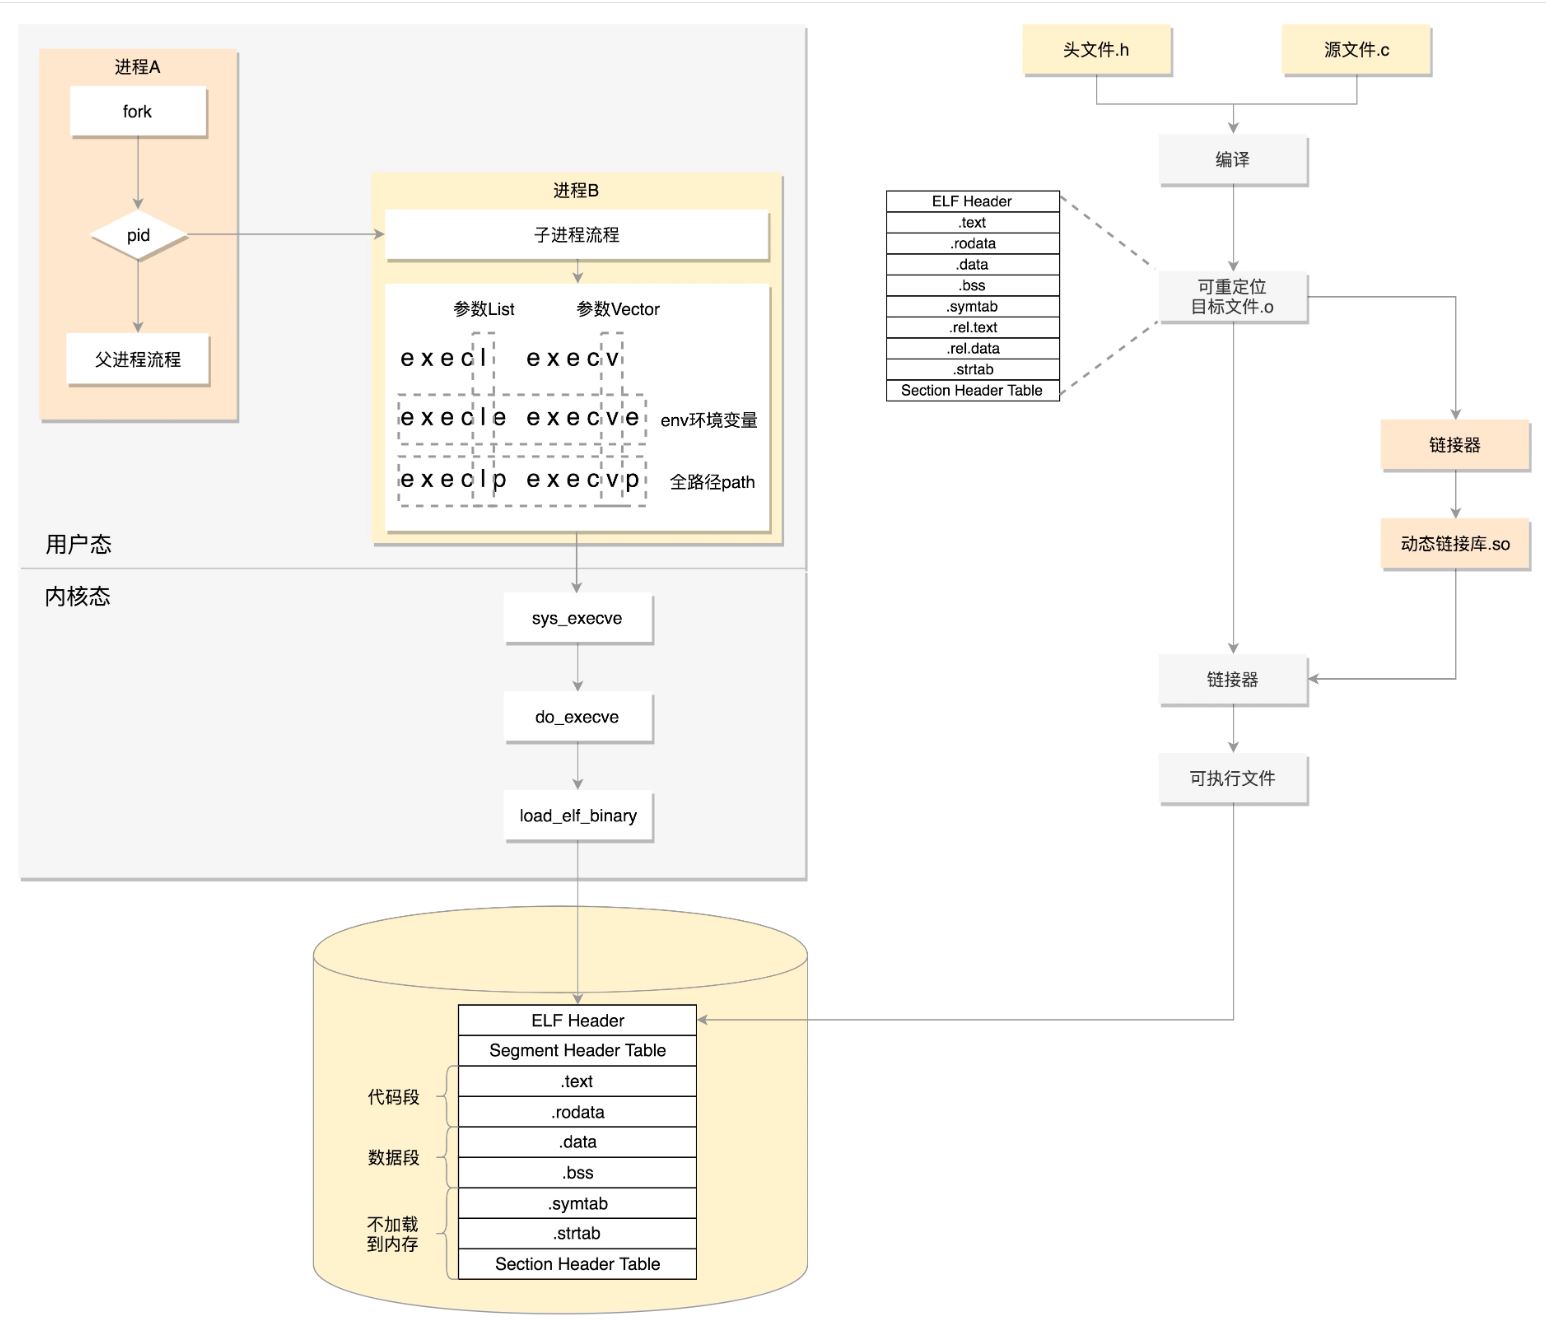 进程A
fork
pid
父进程流程
进程B
子进程流程
参数List 参数Vector
execl execv
execle execve env环境变量
execlp execvp 全路径path
用户态
内核态
sys_execve
do_execve
load_elf_binary
头文件.h
源文件.c
编译
ELF Header
.text
.rodata
.data
.bss
.symtab
.rel.text
.rel.data
.strtab
Section Header Table
可重定位
目标文件.o
链接器
动态链接库.so
链接器
可执行文件
ELF Header
Segment Header Table
代码段
.text
.rodata
数据段
.data
.bss
不加载
到内存
.symtab
.strtab
Section Header Table